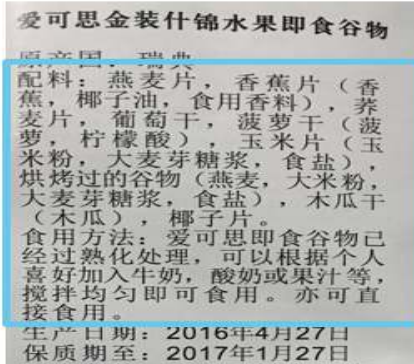 爱可思金装什锦水果即食谷物
原产国：瑞典
配料：燕麦片，香蕉片（香
蕉，椰子油，食用香料），荞
麦片，葡萄干，菠萝干（菠
萝，柠檬酸），玉米片（玉
米粉，大麦芽糖浆，食盐），
烘烤过的谷物（燕麦，大米粉，
大麦芽糖浆，食盐），木瓜干
（木瓜），椰子片。
食用方法：爱可思即食谷物已
经过熟化处理，可以根据个人
喜好加入牛奶，酸奶或果汁等，
搅拌均匀即可食用。亦可直
接食用。
生产日期：2016年4月27日
保质期至：2017年1月27日